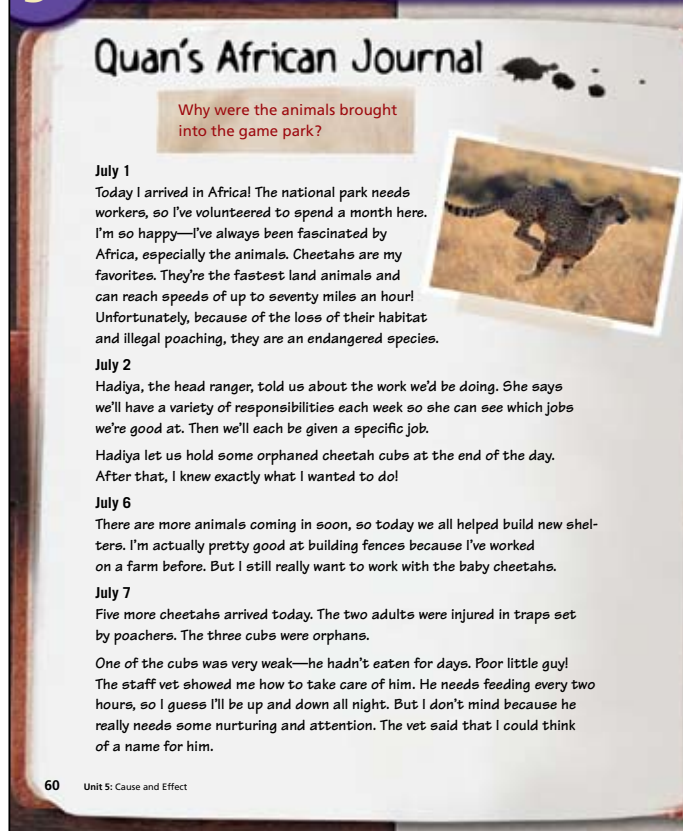 Quan's African Journal
Why were the animals brought
into the game park?
July 1
Today I arrived in Africa! The national park needs
workers, so I've volunteered to spend a month here.
I'm so happy—I've always been fascinated by
Africa, especially the animals. Cheetahs are my
favorites. They're the fastest land animals and
can reach speeds of up to seventy miles an hour!
Unfortunately, because of the loss of their habitat
and illegal poaching, they are an endangered species.
July 2
Hadiya, the head ranger, told us about the work we'd be doing. She says
we'll have a variety of responsibilities each week so she can see which jobs
we're good at. Then we'll each be given a specific job.
Hadiya let us hold some orphaned cheetah cubs at the end of the day.
After that, I knew exactly what I wanted to do!
July 6
There are more animals coming in soon, so today we all helped build new shel-
ters. I'm actually pretty good at building fences because I've worked
on a farm before. But I still really want to work with the baby cheetahs.
July 7
Five more cheetahs arrived today. The two adults were injured in traps set
by poachers. The three cubs were orphans.
One of the cubs was very weak—he hadn't eaten for days. Poor little guy!
The staff vet showed me how to take care of him. He needs feeding every two
hours, so I guess I'll be up and down all night. But I don't mind because he
really needs some nurturing and attention. The vet said that I could think
of a name for him.
60 Unit 5: Cause and Effect